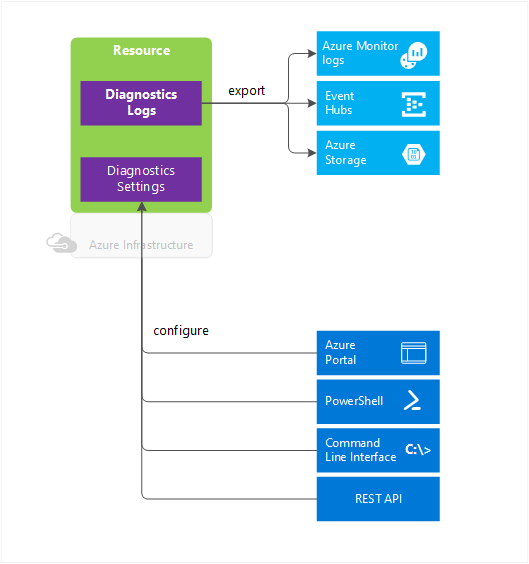 Resource
Diagnostics
Logs
export
Azure Monitor
logs
Event
Hubs
Azure
Storage
Diagnostics
Settings
Azure Infrastructure
configure
Azure
Portal
PowerShell
Command
Line Interface
C:\>
REST API